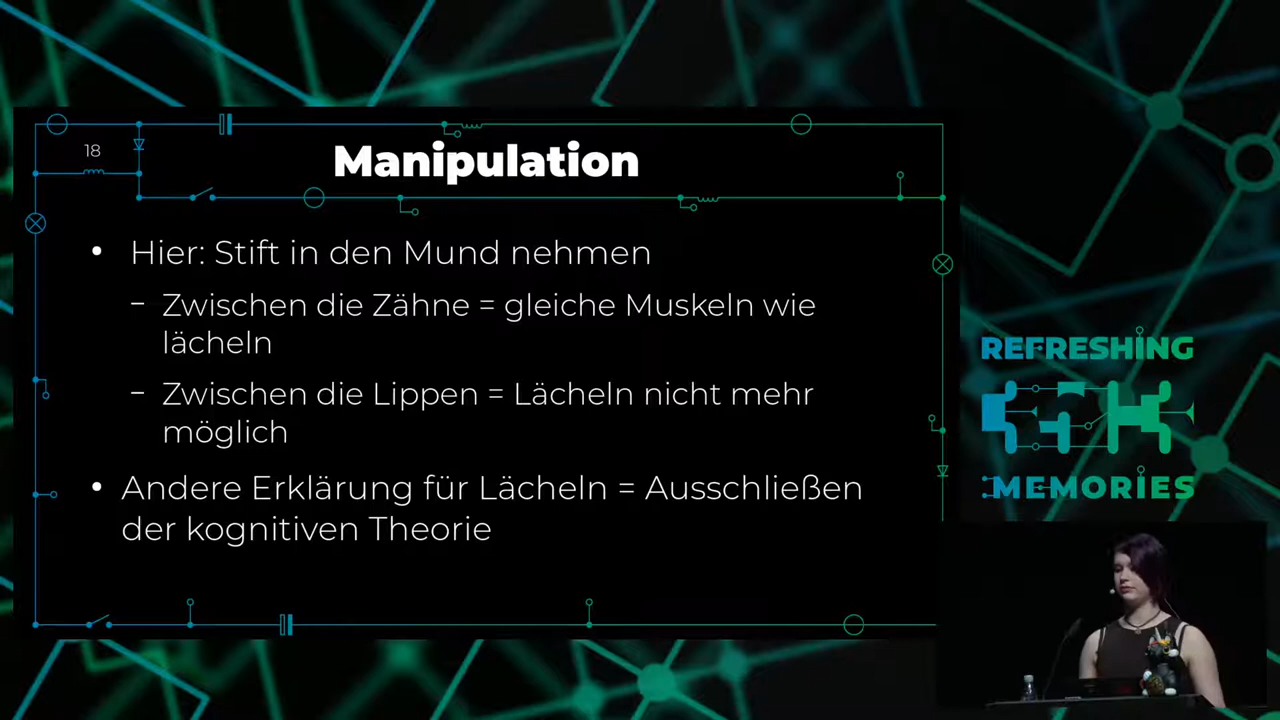 18
Manipulation
• Hier: Stift in den Mund nehmen
– Zwischen die Zähne = gleiche Muskeln wie
lächeln
– Zwischen die Lippen = Lächeln nicht mehr
möglich
• Andere Erklärung für Lächeln = Ausschließen
der kognitiven Theorie
REFRESHING
MEMORIES